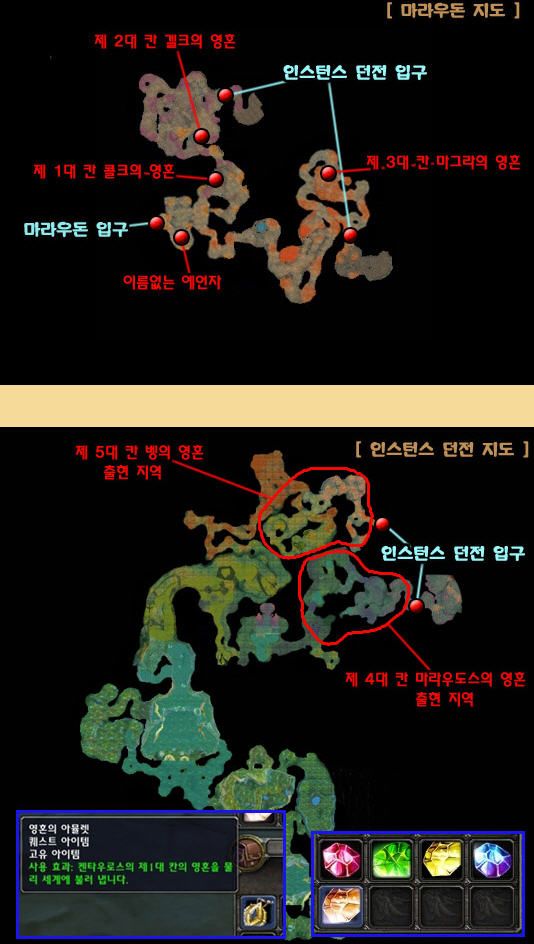 [ 마라우돈 지도 ]
제 2대 칸 겔크의 영혼
인스턴스 던전 입구
제 1대 칸 콜크의 영혼
제 3대 칸 마그라의 영혼
마라우돈 입구
이름없는 예언자
[ 인스턴스 던전 지도 ]
제 5대 칸 벵의 영혼
출현 지역
인스턴스 던전 입구
제 4대 칸 마라우도스의 영혼
출현 지역
영혼의 아뮬렛
퀘스트 아이템
고유 아이템
사용 효과: 켄타우로스의 제1대 칸의 영혼을 물
리 세계에 불러 냅니다.